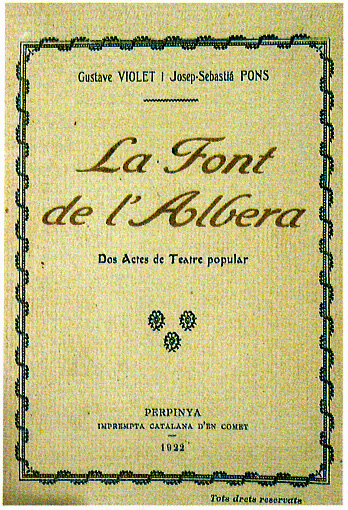 Gustave VIOLET i Josep-Sebastiá PONS
La Font
de l'Albera
Dos Actes de Teatre popular
PERPINYA
IMPREMPTA CATALANA D'EN COMET
1922
Tots drets reservats